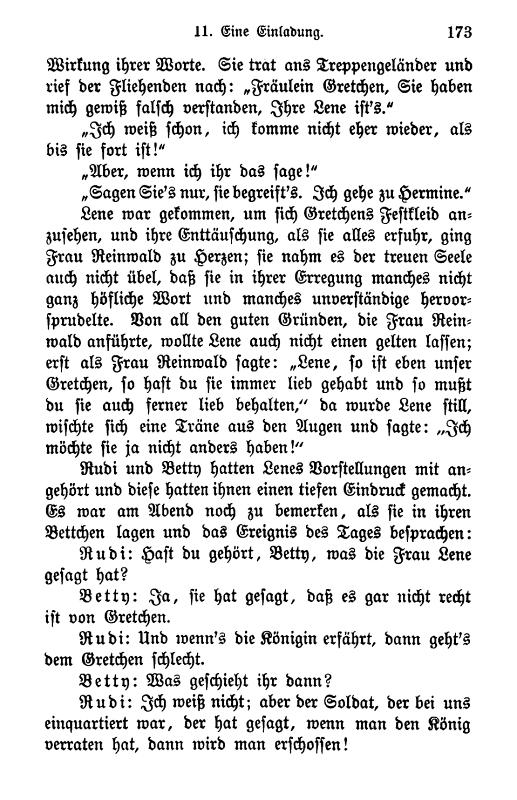 11. Eine Einladung. 173
Wirkung ihrer Worte. Sie trat ans Treppengeländer und
rief der Fliehenden nach: „Fräulein Gretchen, Sie haben
mich gewiß falsch verstanden, Ihre Lene ist's.“
„Ich weiß schon, ich komme nicht eher wieder, als
bis sie fort ist!“
„Aber, wenn ich ihr das sage!“
„Sagen Sie's nur, sie begreift's. Ich gehe zu Hermine.“
Lene war gekommen, um sich Gretchens Festkleid an-
zusehen, und ihre Enttäuschung, als sie alles erfuhr, ging
Frau Reinwald zu Herzen; sie nahm es der treuen Seele
auch nicht übel, daß sie in ihrer Erregung manches nicht
ganz höfliche Wort und manches unverständige hervor-
sprudelte. Von all den guten Gründen, die Frau Rein-
wald anführte, wollte Lene auch nicht einen gelten lassen;
erst als Frau Reinwald sagte: „Lene, so ist eben unser
Gretchen, so hast du sie immer lieb gehabt und so mußt
du sie auch ferner lieb behalten,“ da wurde Lene still,
wischte sich eine Träne aus den Augen und sagte: „Ich
möchte sie ja nicht anders haben!“
Rudi und Betty hatten Lenes Vorstellungen mit an-
gehört und diese hatten ihnen einen tiefen Eindruck gemacht.
Es war am Abend noch zu bemerken, als sie in ihren
Bettchen lagen und das Ereignis des Tages besprachen:
Rudi: Hast du gehört, Betty, was die Frau Lene
gesagt hat?
Betty: Ja, sie hat gesagt, daß es gar nicht recht
ist von Gretchen.
Rudi: Und wenn's die Königin erfährt, dann geht's
dem Gretchen schlecht.
Betty: Was geschieht ihr dann?
Rudi: Ich weiß nicht; aber der Soldat, der bei uns
einquartiert war, der hat gesagt, wenn man den König
verraten hat, dann wird man erschossen!